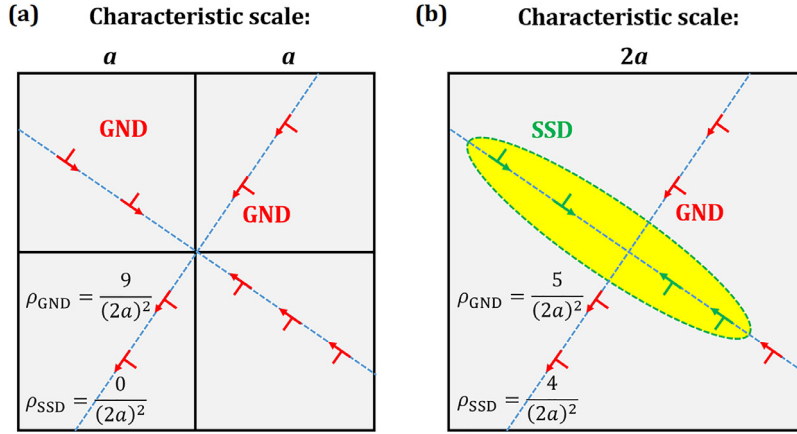 (a) Characteristic scale:
a a
GND
GND
ρGND = 9/(2a)²
ρSSD = 0/(2a)²
(b) Characteristic scale:
2a
SSD
GND
ρGND = 5/(2a)²
ρSSD = 4/(2a)²